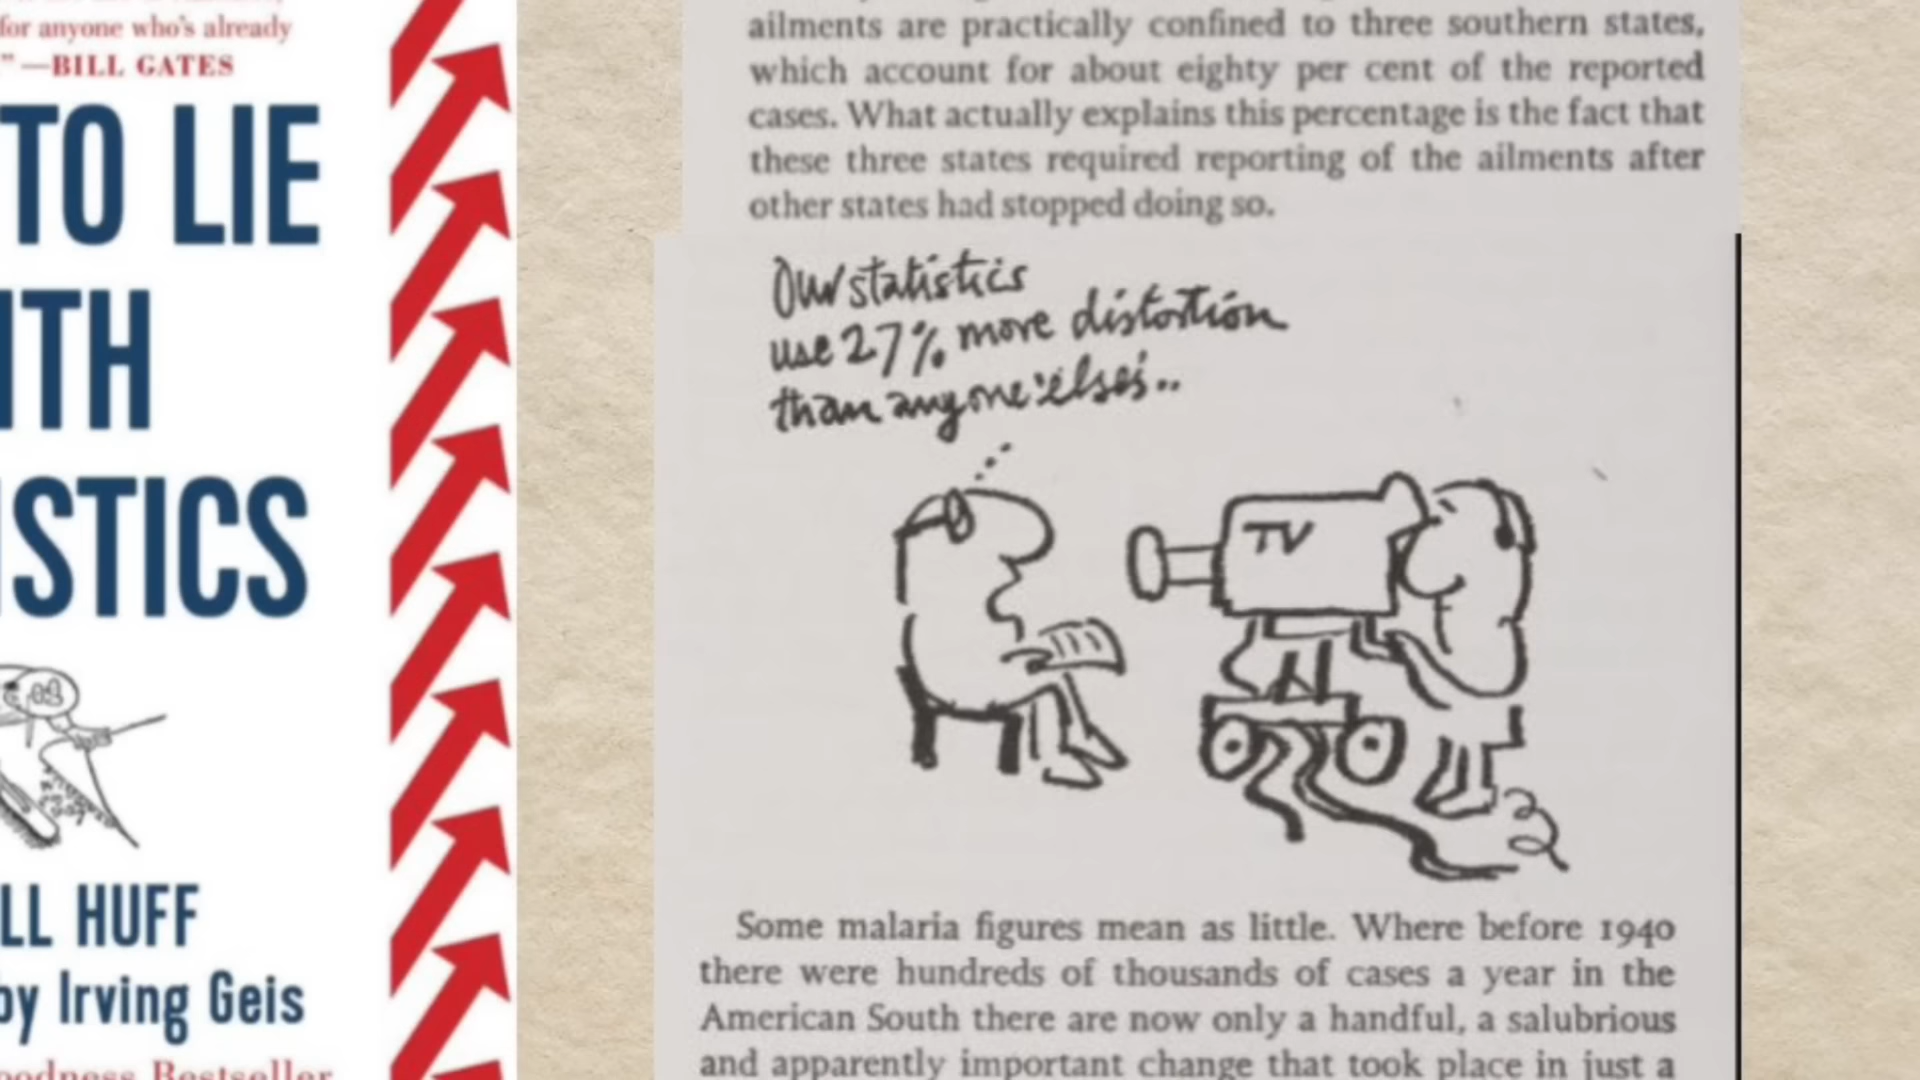 for anyone who's already
" —BILL GATES
TO LIE
ITH
ISTICS
LL HUFF
by Irving Geis
oodness Bestseller
ailments are practically confined to three southern states,
which account for about eighty per cent of the reported
cases. What actually explains this percentage is the fact that
these three states required reporting of the ailments after
other states had stopped doing so.
Our statistics
use 27% more distortion
than anyone else's..
TV
Some malaria figures mean as little. Where before 1940
there were hundreds of thousands of cases a year in the
American South there are now only a handful, a salubrious
and apparently important change that took place in just a